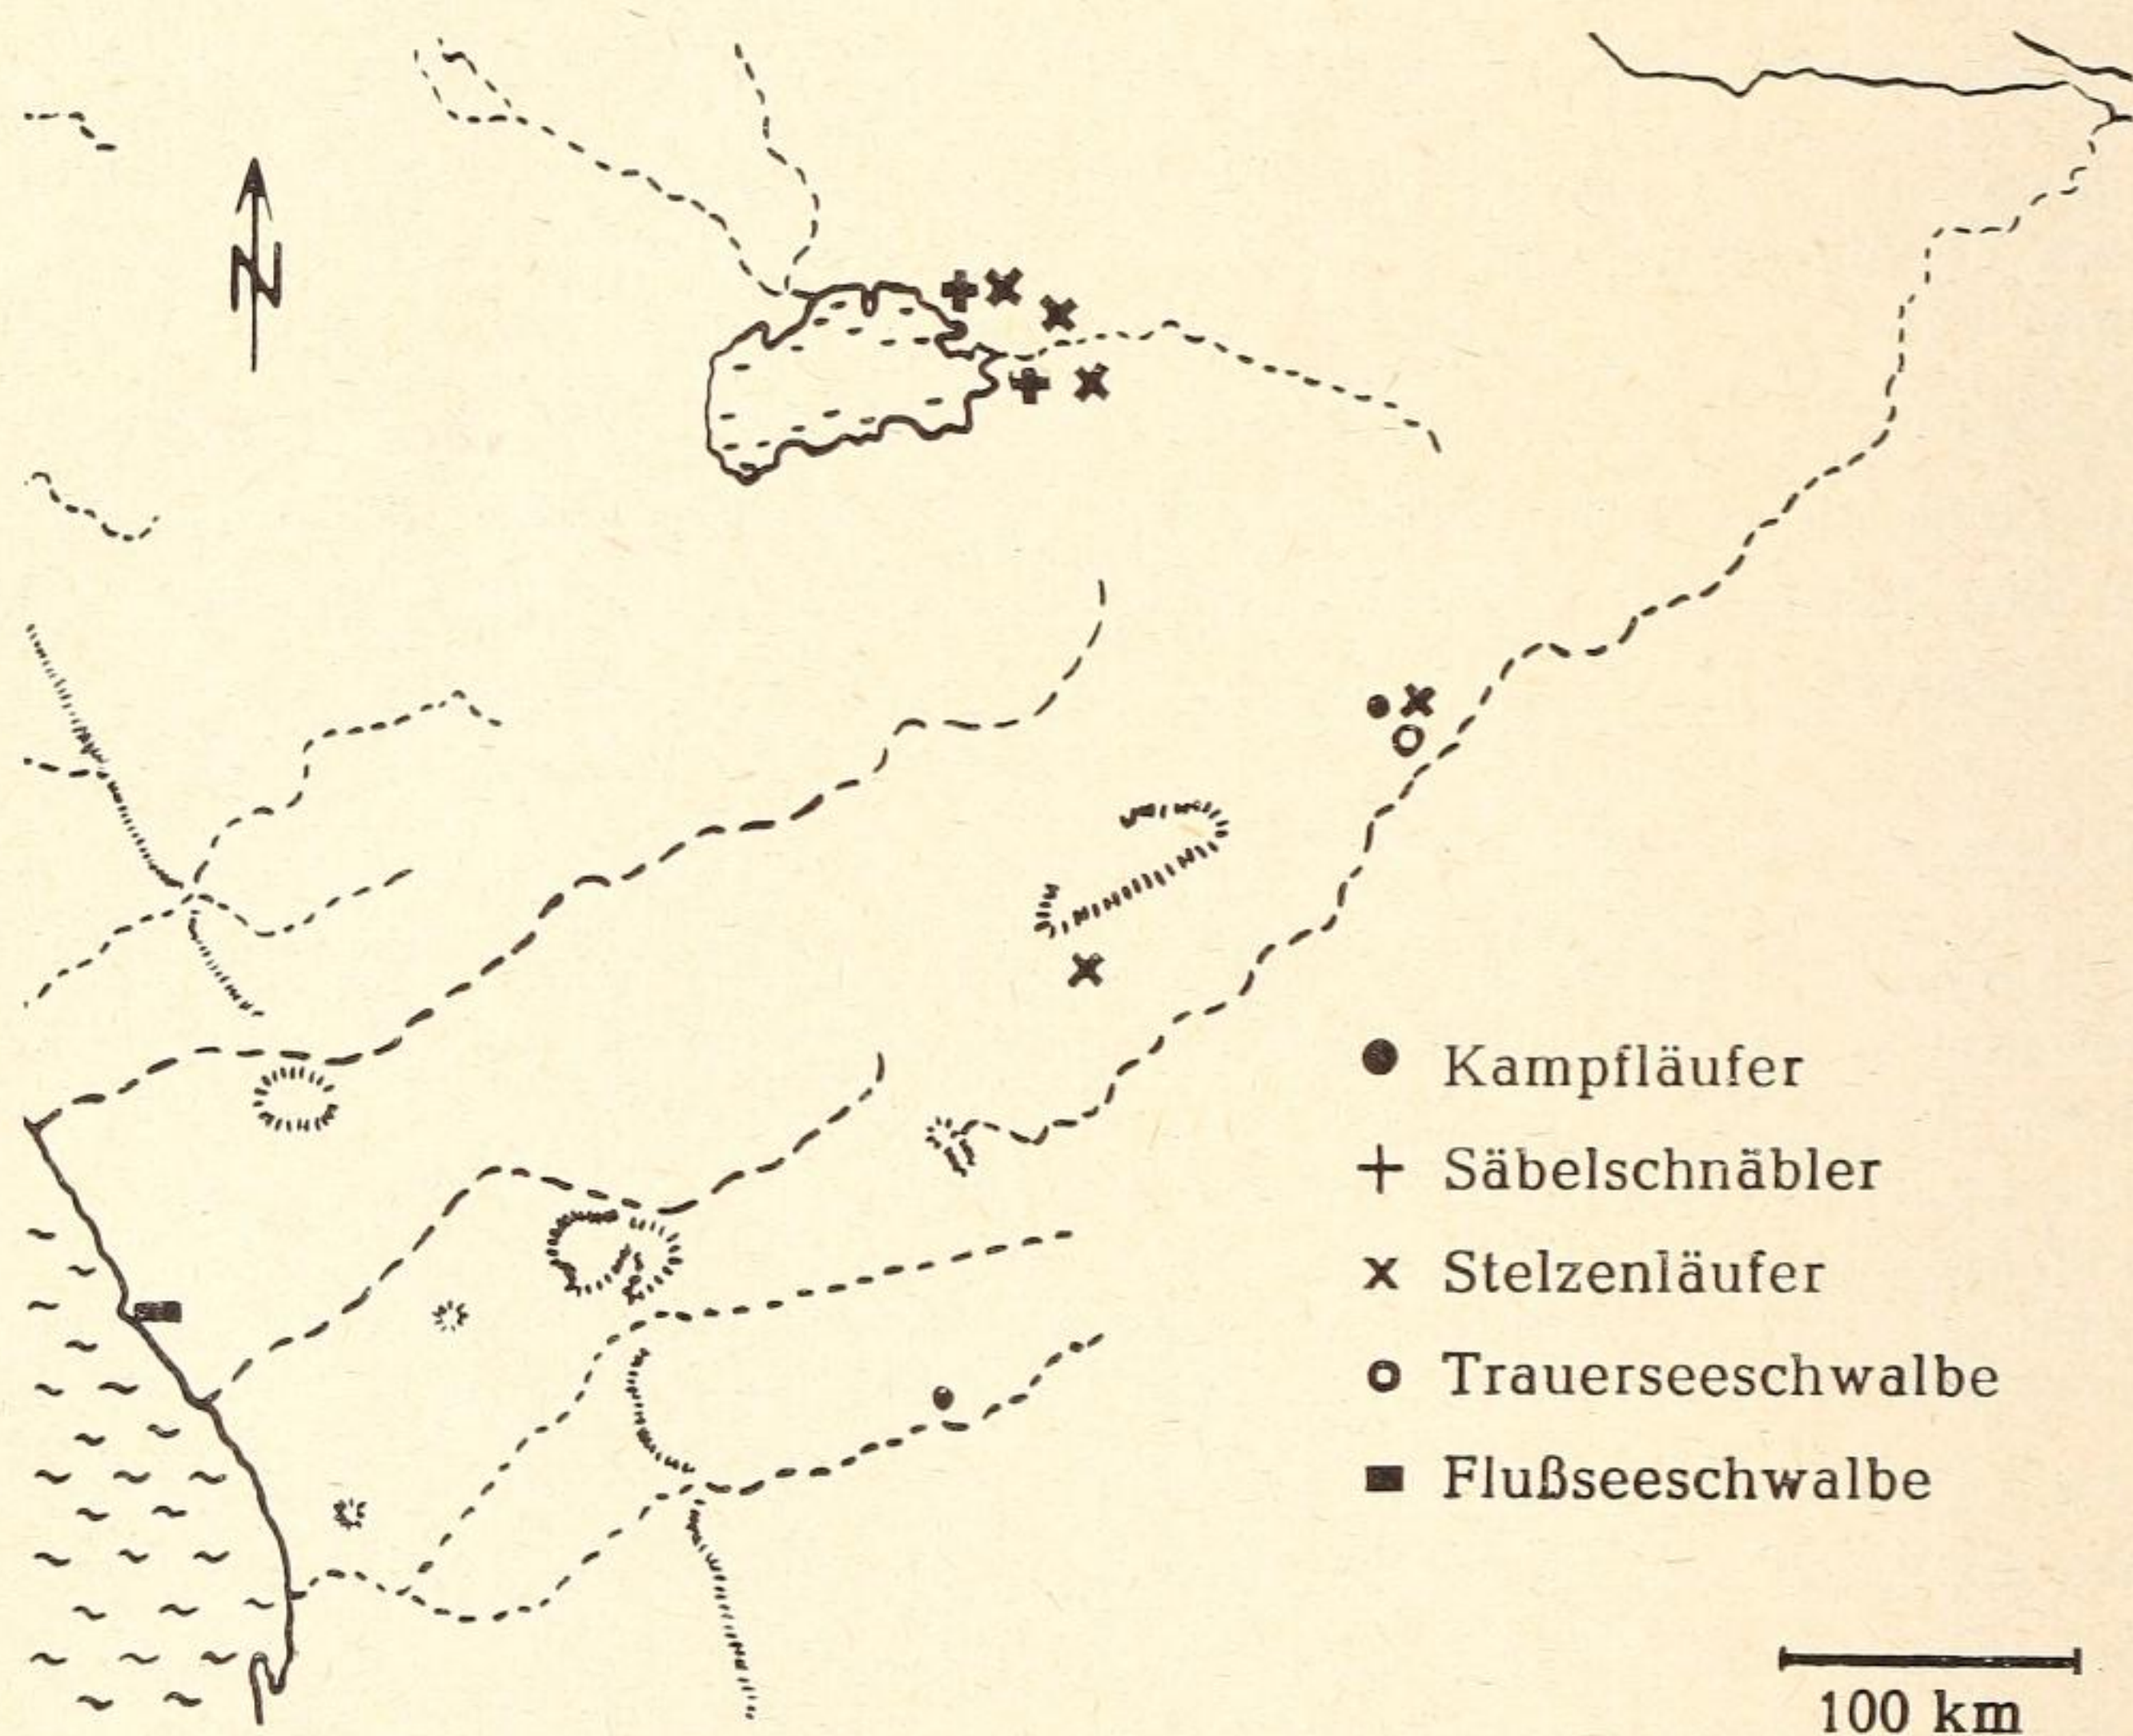 N
Kampfläufer
Säbelschnäbler
Stelzenläufer
Trauerseeschwalbe
Flußseeschwalbe
100 km